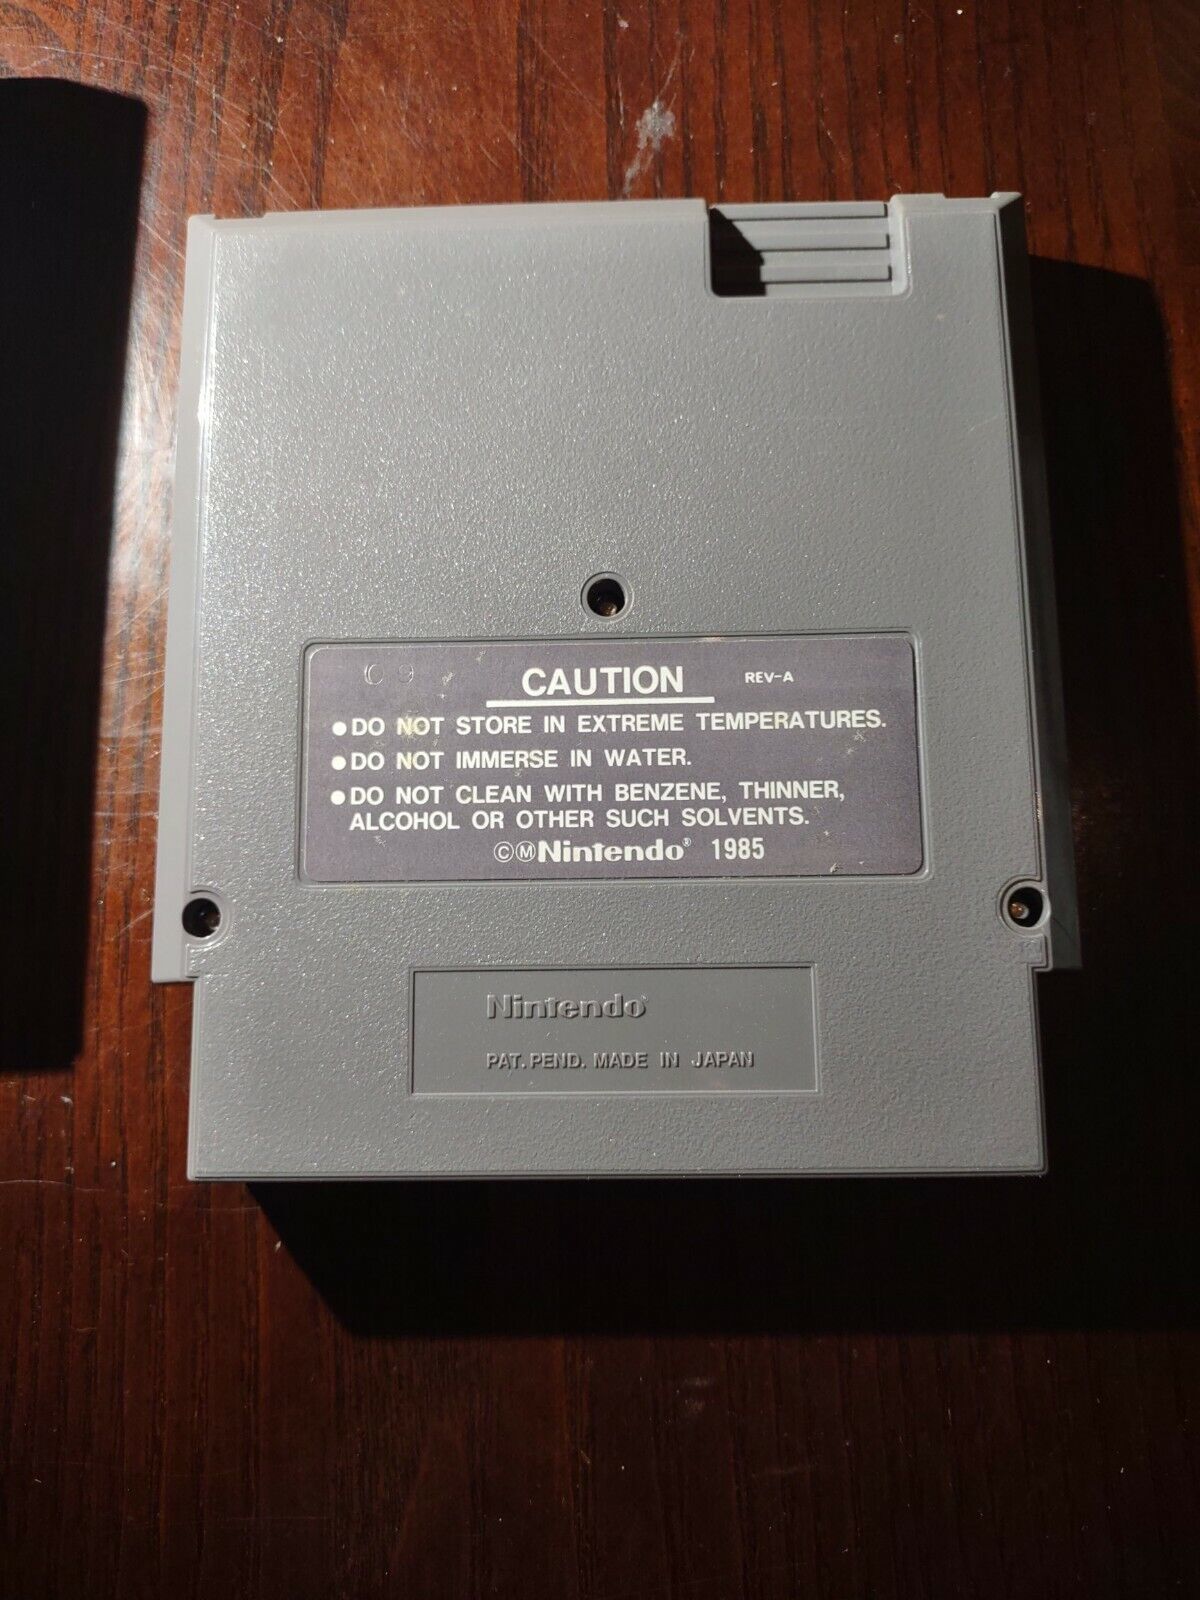 09
CAUTION REV-A
●DO NOT STORE IN EXTREME TEMPERATURES.
●DO NOT IMMERSE IN WATER.
●DO NOT CLEAN WITH BENZENE, THINNER,
ALCOHOL OR OTHER SUCH SOLVENTS.
©ⓂNintendo® 1985
Nintendo®
PAT. PEND. MADE IN JAPAN